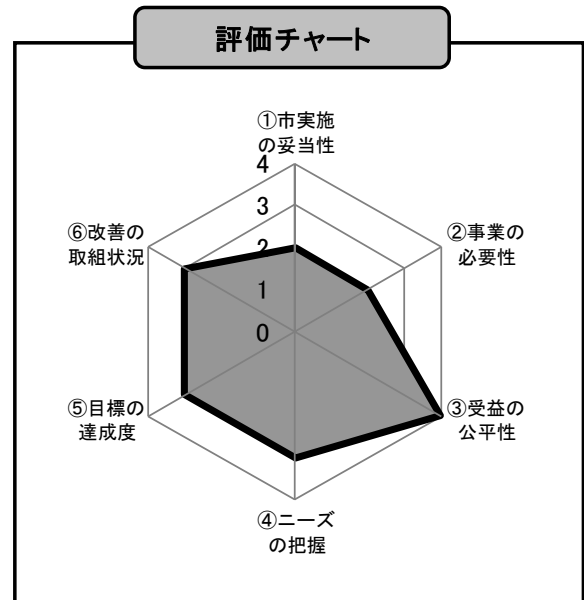 評価チャート
①市実施
の妥当性
4
3
2
1
0
②事業の
必要性
③受益の
公平性
④ニーズ
の把握
⑤目標の
達成度
⑥改善の
取組状況